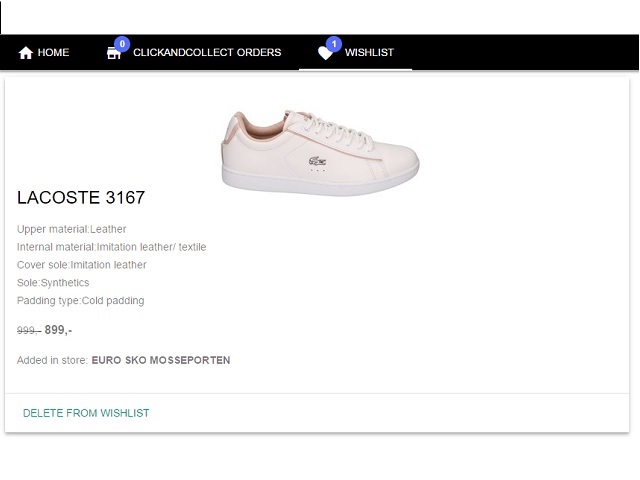 HOME 0 CLICKANDCOLLECT ORDERS 1 WISHLIST
LACOSTE 3167
Upper material:Leather
Internal material:Imitation leather/ textile
Cover sole:Imitation leather
Sole:Synthetics
Padding type:Cold padding
999,- 899,-
Added in store: EURO SKO MOSSEPORTEN
DELETE FROM WISHLIST